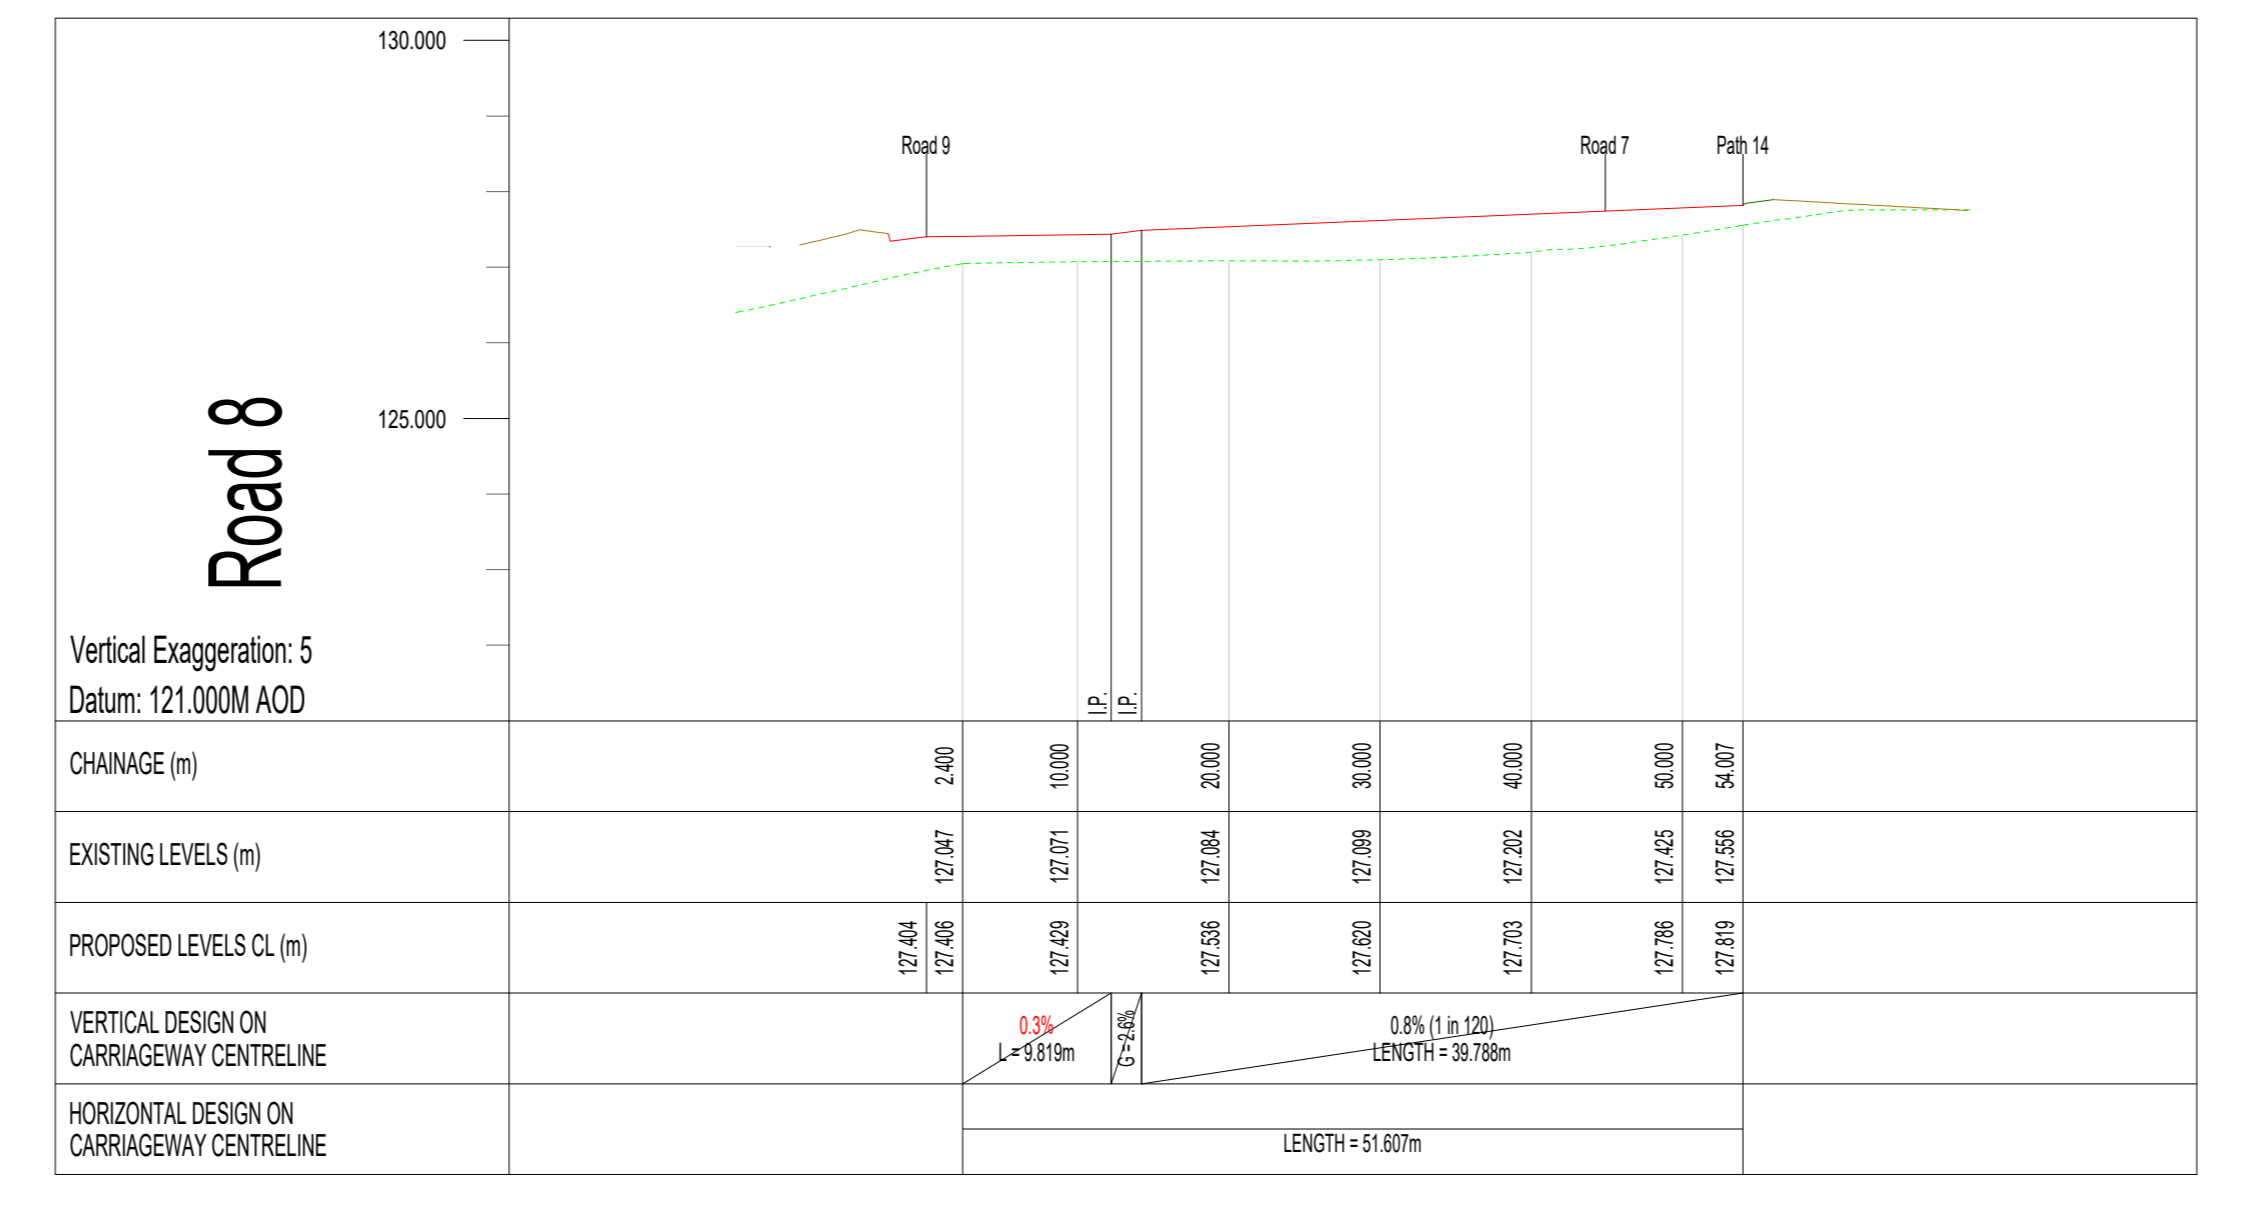 130.000
Road 9
Road 7
Path 14
125.000
Road 8
Vertical Exaggeration: 5
Datum: 121.000M AOD
I.P.
I.P.
CHAINAGE (m)
2.400
10.000
20.000
30.000
40.000
50.000
54.007
EXISTING LEVELS (m)
127.047
127.071
127.084
127.099
127.202
127.425
127.556
PROPOSED LEVELS CL (m)
127.404
127.406
127.429
127.536
127.620
127.703
127.786
127.819
VERTICAL DESIGN ON
CARRIAGEWAY CENTRELINE
0.3%
L = 9.819m
G = 2.6%
0.8% (1 in 120)
LENGTH = 39.788m
HORIZONTAL DESIGN ON
CARRIAGEWAY CENTRELINE
LENGTH = 51.607m